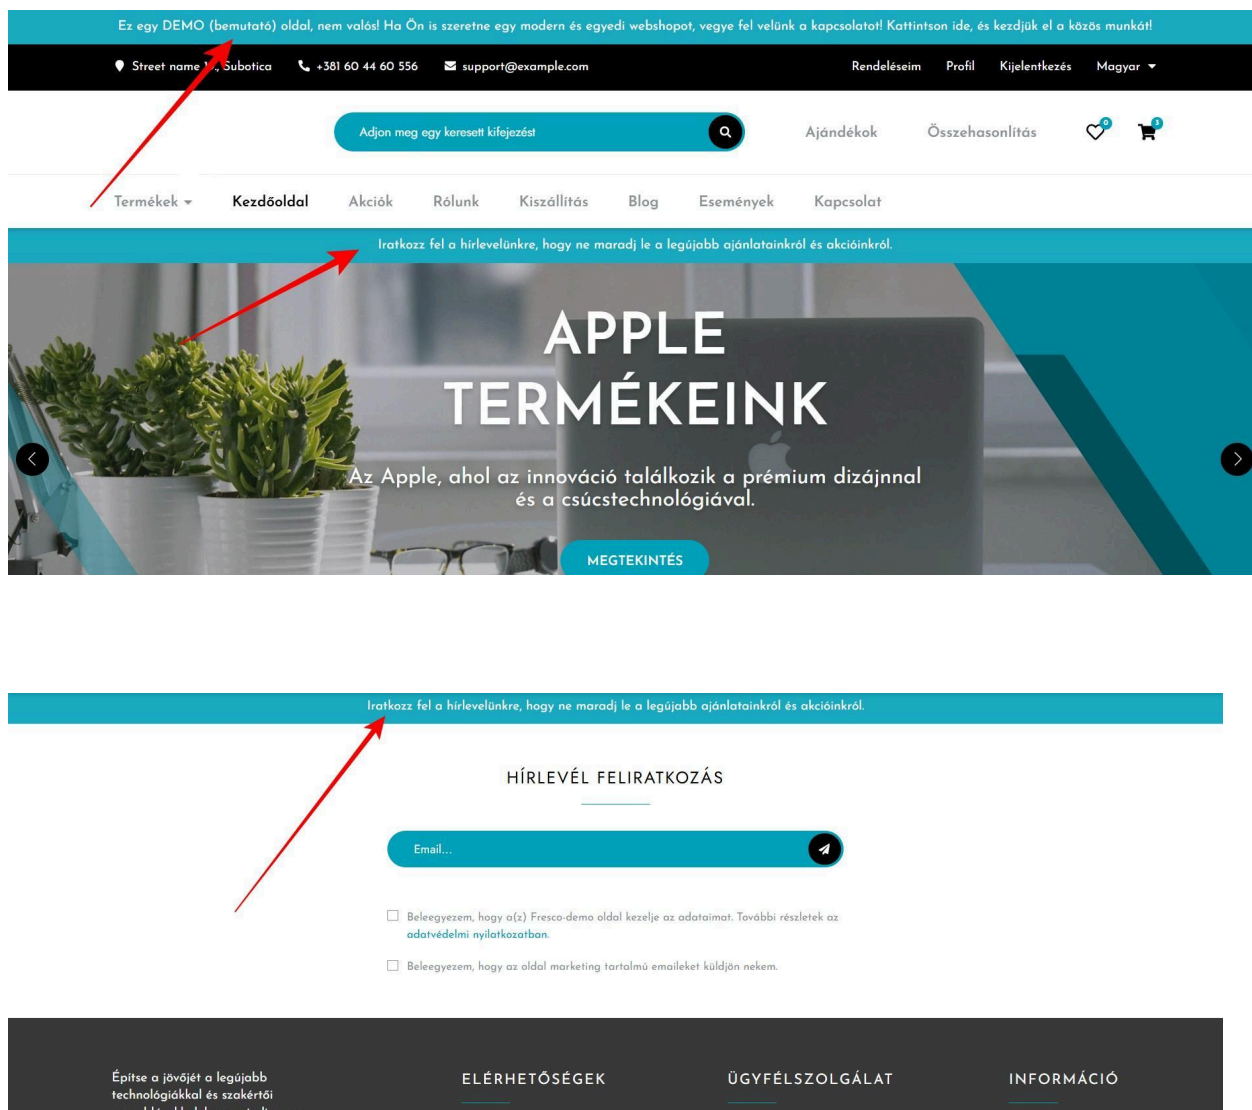 Ez egy DEMO (bemutató) oldal, nem valós! Ha Ön is szeretne egy modern és egyedi webshopot, vegye fel velünk a kapcsolatot! Kattintson ide, és kezdjük el a közös munkát!
Street name Subotica +381 60 44 60 556 support@example.com Rendeléseim Profil Kijelentkezés Magyar
Adjon meg egy keresett kifejezést Ajándékok Összehasonlítás 0 3
Termékek Kezdőoldal Akciók Rólunk Kiszállítás Blog Események Kapcsolat
Iratkozz fel a hírlevelünkre, hogy ne maradj le a legújabb ajánlatainkról és akcióinkról.
APPLE
TERMÉKEINK
Az Apple, ahol az innováció találkozik a prémium dizájnnal
és a csúcstechnológiával.
MEGTEKINTÉS
Iratkozz fel a hírlevelünkre, hogy ne maradj le a legújabb ajánlatainkról és akcióinkról.
HÍRLEVÉL FELIRATKOZÁS
Email...
Beleegyezem, hogy a(z) Fresco-demo oldal kezelje az adataimat. További részletek az
adatvédelmi nyilatkozatban.
Beleegyezem, hogy az oldal marketing tartalmú emaileket küldjön nekem.
Építse a jövőjét a legújabb
technológiákkal és szakértői
ELÉRHETŐSÉGEK
ÜGYFÉLSZOLGÁLAT
INFORMÁCIÓ